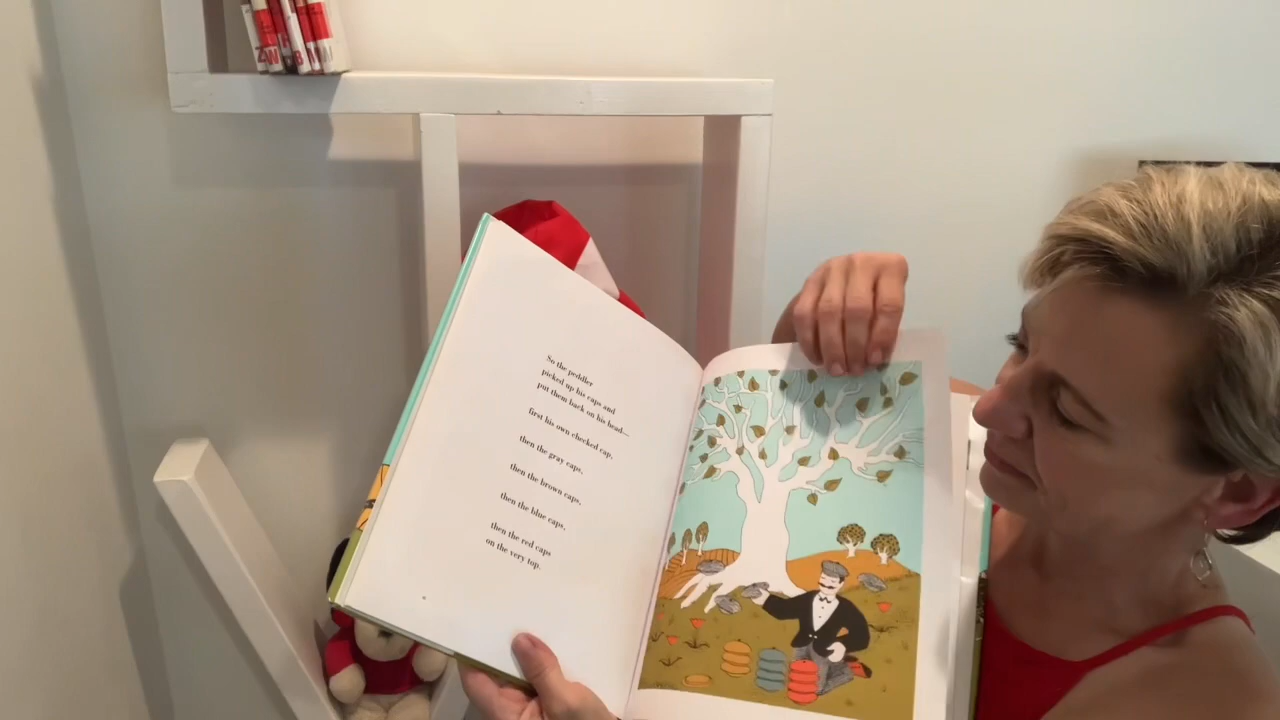 So the peddler
picked up his caps and
put them back on his head—
first his own checked cap,
then the gray caps,
then the brown caps,
then the blue caps,
then the red caps
on the very top.